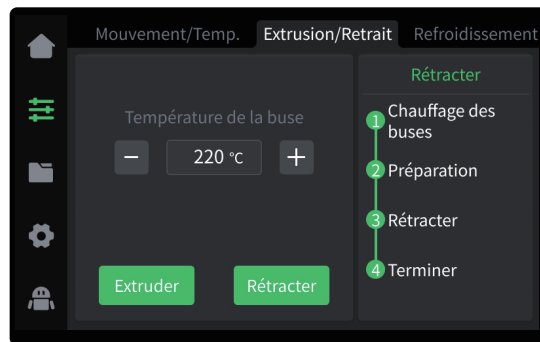 Mouvement/Temp. Extrusion/Retrait Refroidissement
Température de la buse
− 220 °C +
Extruder Rétracter
Rétracter
1 Chauffage des
buses
2 Préparation
3 Rétracter
4 Terminer